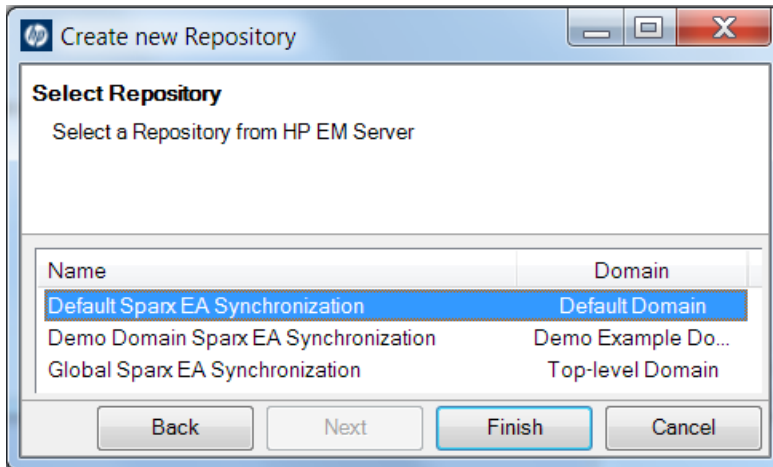 Create new Repository
Select Repository
Select a Repository from HP EM Server
Name Domain
Default Sparx EA Synchronization Default Domain
Demo Domain Sparx EA Synchronization Demo Example Do...
Global Sparx EA Synchronization Top-level Domain
Back Next Finish Cancel